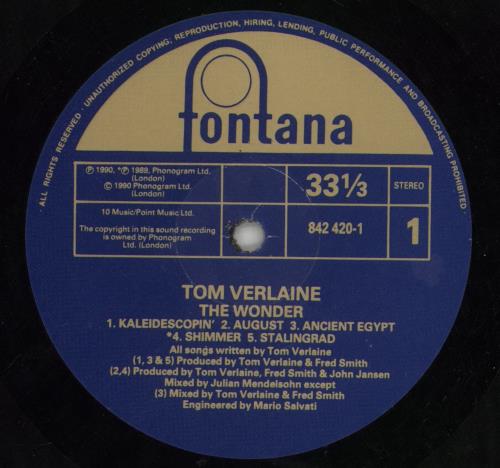 · ALL RIGHTS RESERVED · UNAUTHORIZED COPYING, REPRODUCTION, HIRING, LENDING, PUBLIC PERFORMANCE AND BROADCASTING PROHIBITED ·
fontana
Ⓟ 1990, *Ⓟ 1989, Phonogram Ltd.
(London)
© 1990 Phonogram Ltd.
(London)
33⅓
STEREO
10 Music/Point Music Ltd.
The copyright in this sound recording
is owned by Phonogram
Ltd. (London)
842 420-1
1
TOM VERLAINE
THE WONDER
1. KALEIDESCOPIN' 2. AUGUST 3. ANCIENT EGYPT
*4. SHIMMER 5. STALINGRAD
All songs written by Tom Verlaine
(1, 3 & 5) Produced by Tom Verlaine & Fred Smith
(2,4) Produced by Tom Verlaine, Fred Smith & John Jansen
Mixed by Julian Mendelsohn except
(3) Mixed by Tom Verlaine & Fred Smith
Engineered by Mario Salvati